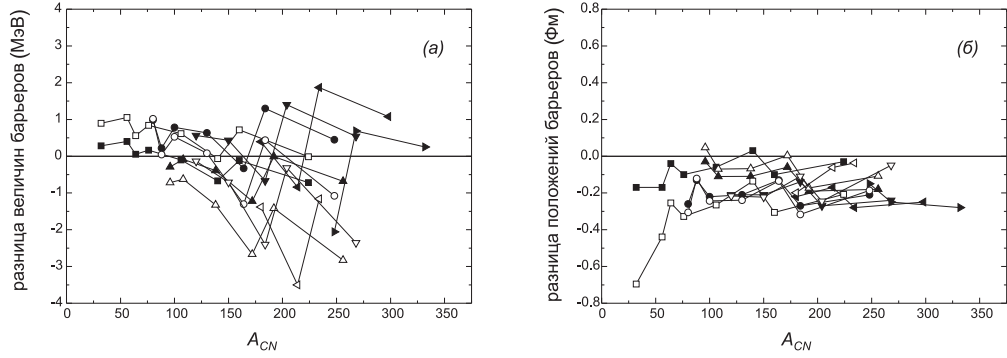 разница величин барьеров (МэВ)
4
3
2
1
0
-1
-2
-3
-4
(а)
0 50 100 150 200 250 300 350
A_CN
разница положений барьеров (Фм)
0.8
0.6
0.4
0.2
0.0
-0.2
-0.4
-0.6
-0.8
(б)
0 50 100 150 200 250 300 350
A_CN